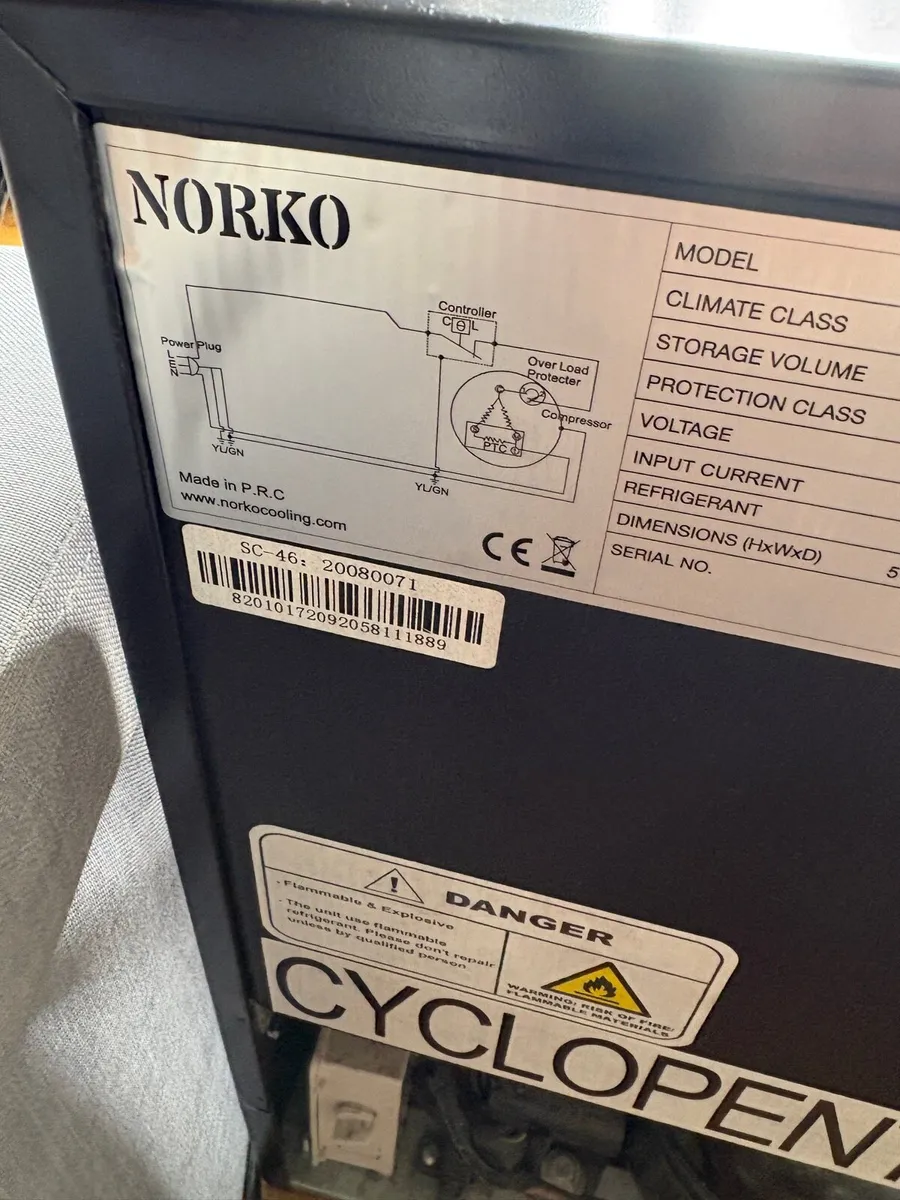 NORKO
Controller
C L
Power Plug
L
E
N
Over Load
Protecter
Compressor
PTC
YL/GN
YL/GN
Made in P.R.C
www.norkocooling.com
CE
MODEL
CLIMATE CLASS
STORAGE VOLUME
PROTECTION CLASS
VOLTAGE
INPUT CURRENT
REFRIGERANT
DIMENSIONS (HxWxD) 5
SERIAL NO.
SC-46: 20080071
82010172092058111889
DANGER
- Flammable & Explosive
- The unit use flammable
refrigerant. Please don't repair
unless by qualified person
WARNING: RISK OF FIRE/
FLAMMABLE MATERIALS
CYCLOPEN